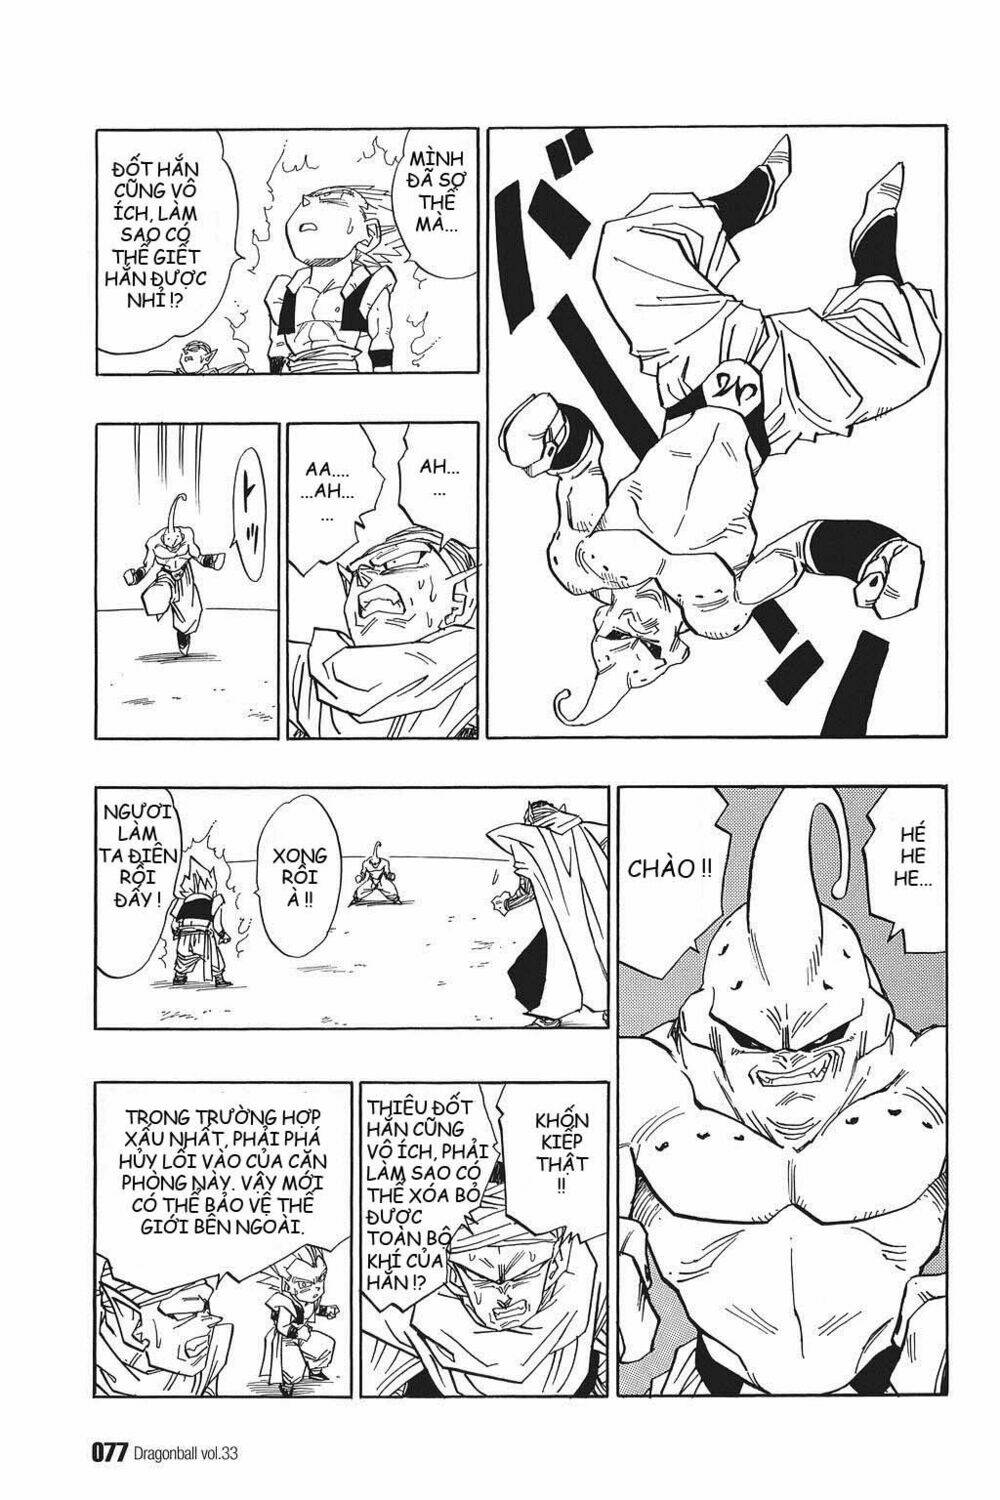 ド
MÌNH
ĐÃ SỢ
THẾ
MÀ...
ĐỐT HẮN
CŨNG VÔ
ÍCH, LÀM
SAO CÓ
THỂ GIẾT
HẮN ĐƯỢC
NHỈ !?
AH...
...
AA....
...AH...
...
HÉ
HE
HE...
CHÀO !!
XONG
RỒI
À !!
NGƯƠI
LÀM
TA ĐIÊN
RỒI
ĐẤY !
KHỐN
KIẾP
THẬT
!!
THIÊU ĐỐT
HẮN CŨNG
VÔ ÍCH, PHẢI
LÀM SAO CÓ
THỂ XÓA BỎ
ĐƯỢC
TOÀN BỘ
KHÍ CỦA
HẮN !?
TRONG TRƯỜNG HỢP
XẤU NHẤT, PHẢI PHÁ
HỦY LỐI VÀO CỦA CĂN
PHÒNG NÀY. VẬY MỚI
CÓ THỂ BẢO VỆ THẾ
GIỚI BÊN NGOÀI.
077 Dragonball vol.33